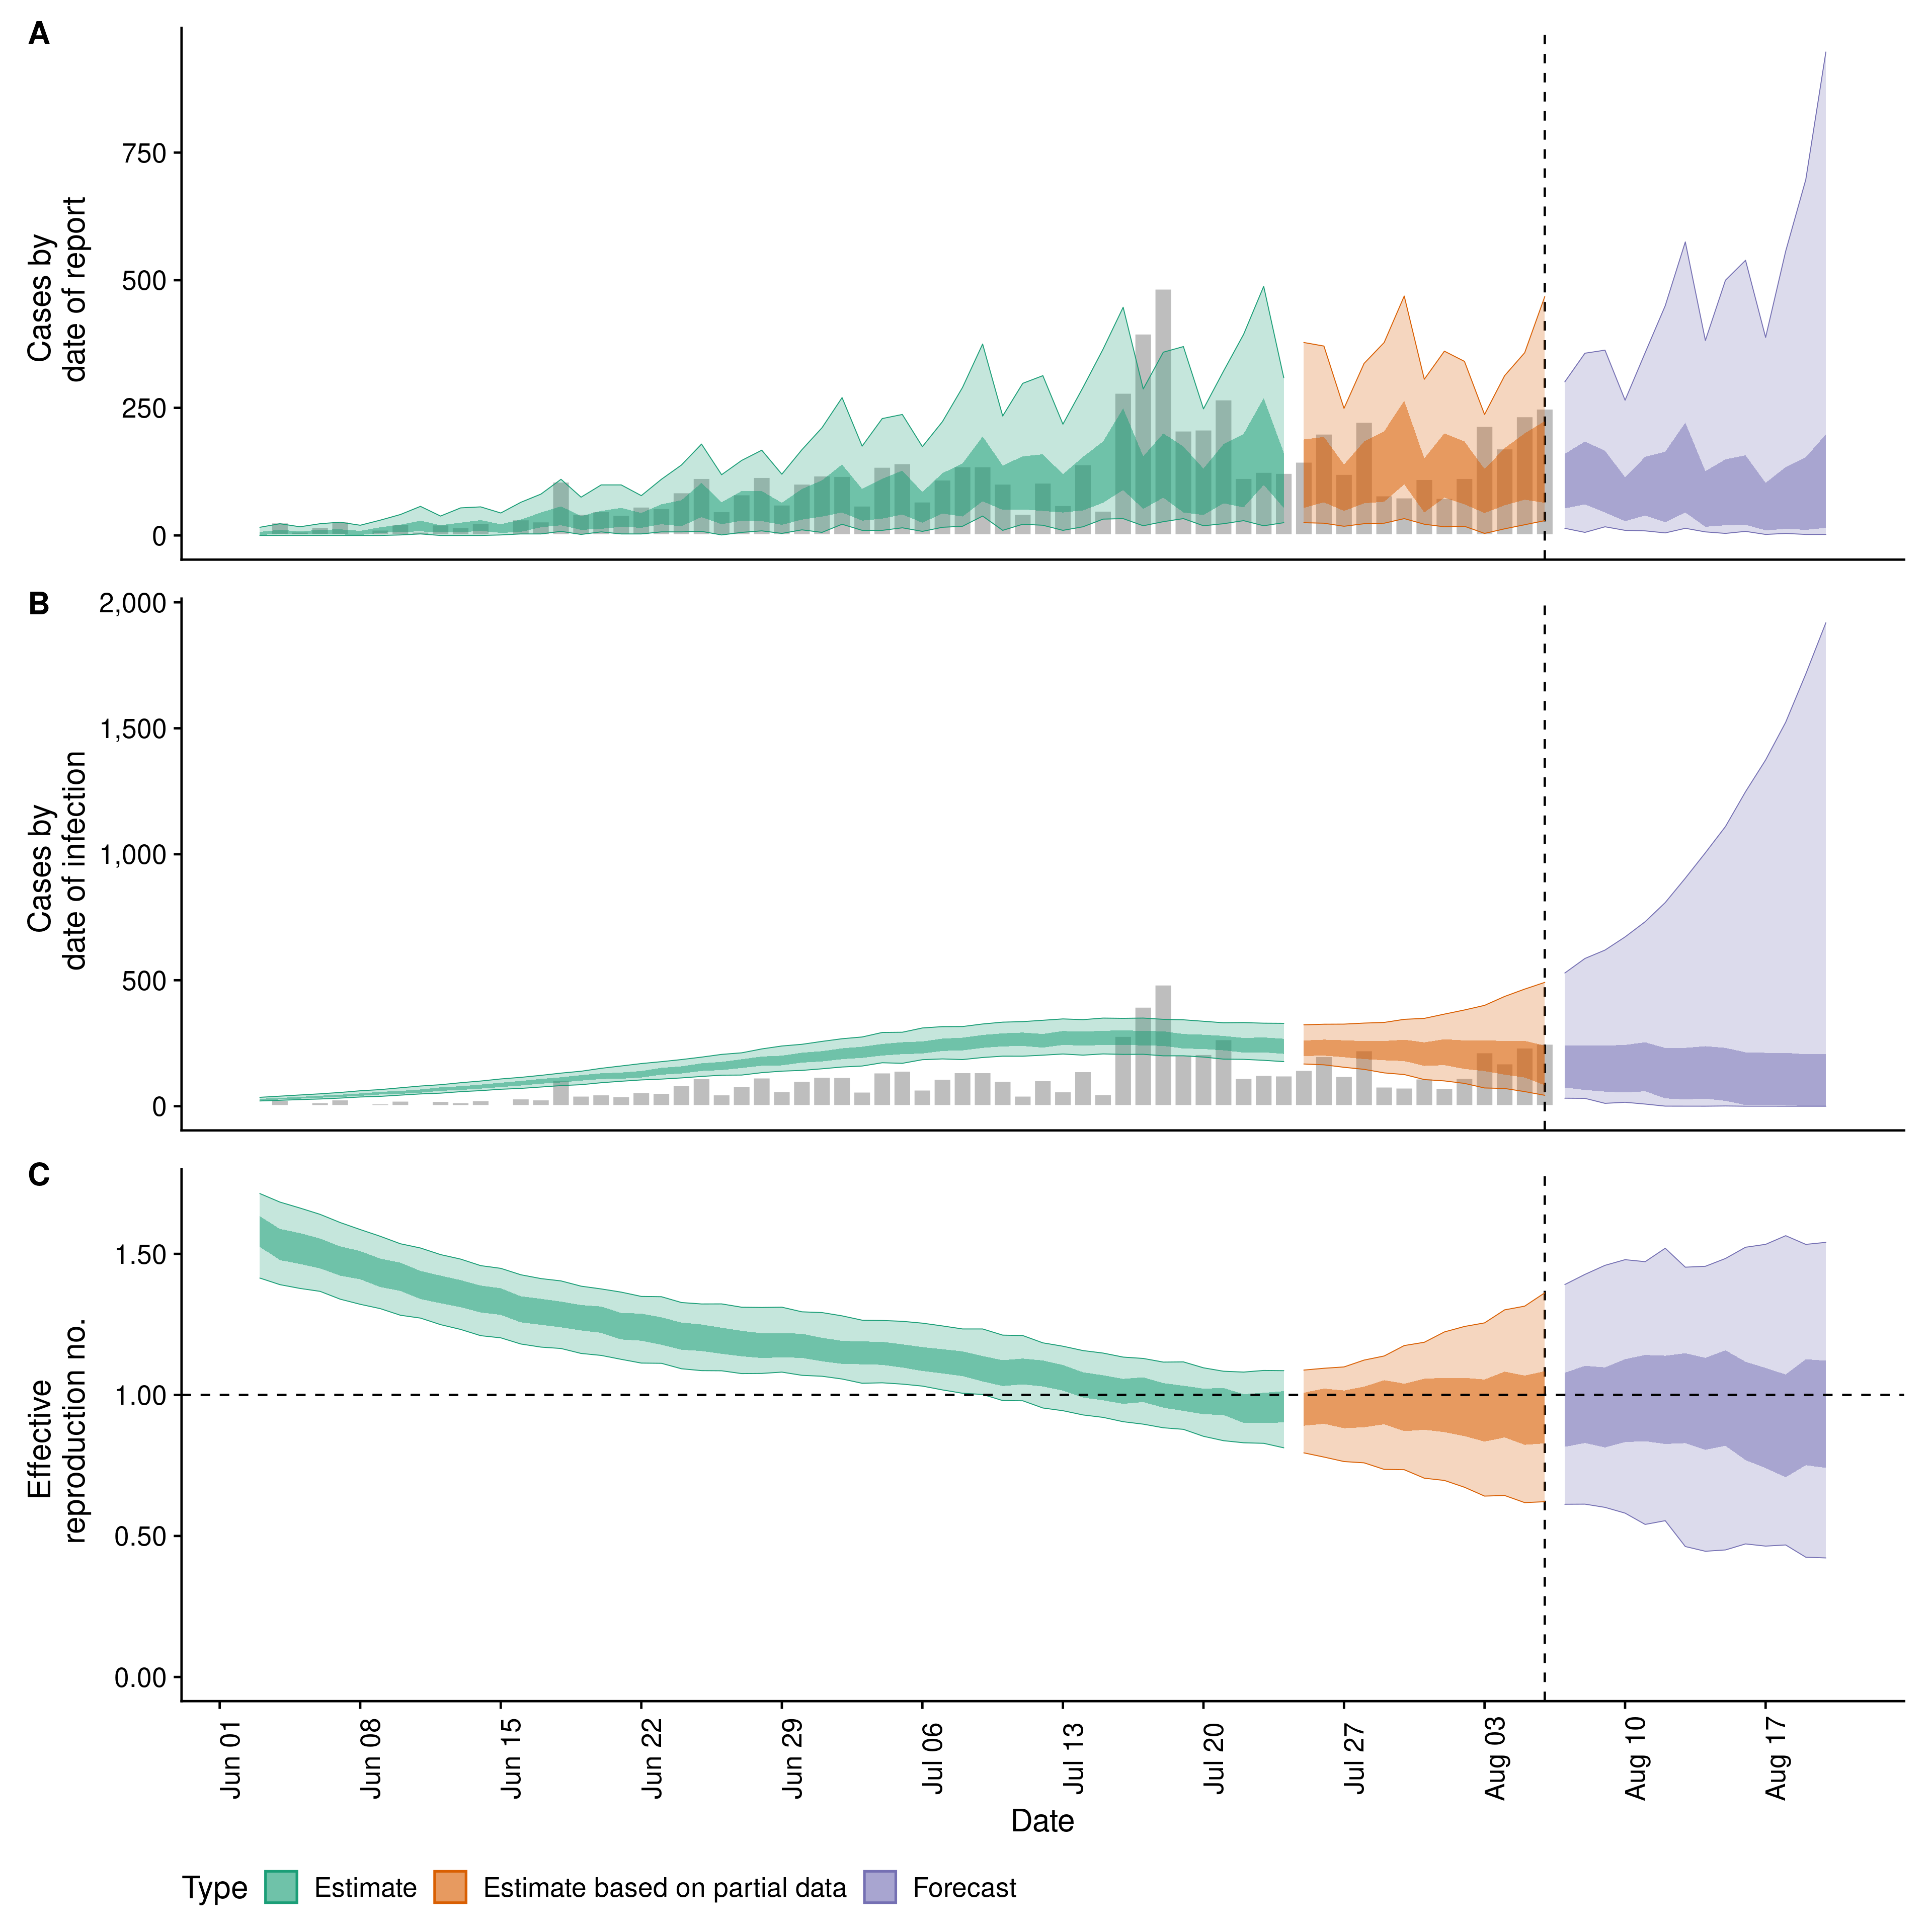 A
Cases by
date of report
750
500
250
0
B
Cases by
date of infection
2,000
1,500
1,000
500
0
C
Effective
reproduction no.
1.50
1.00
0.50
0.00
Jun 01
Jun 08
Jun 15
Jun 22
Jun 29
Jul 06
Jul 13
Jul 20
Jul 27
Aug 03
Aug 10
Aug 17
Date
Type Estimate Estimate based on partial data Forecast